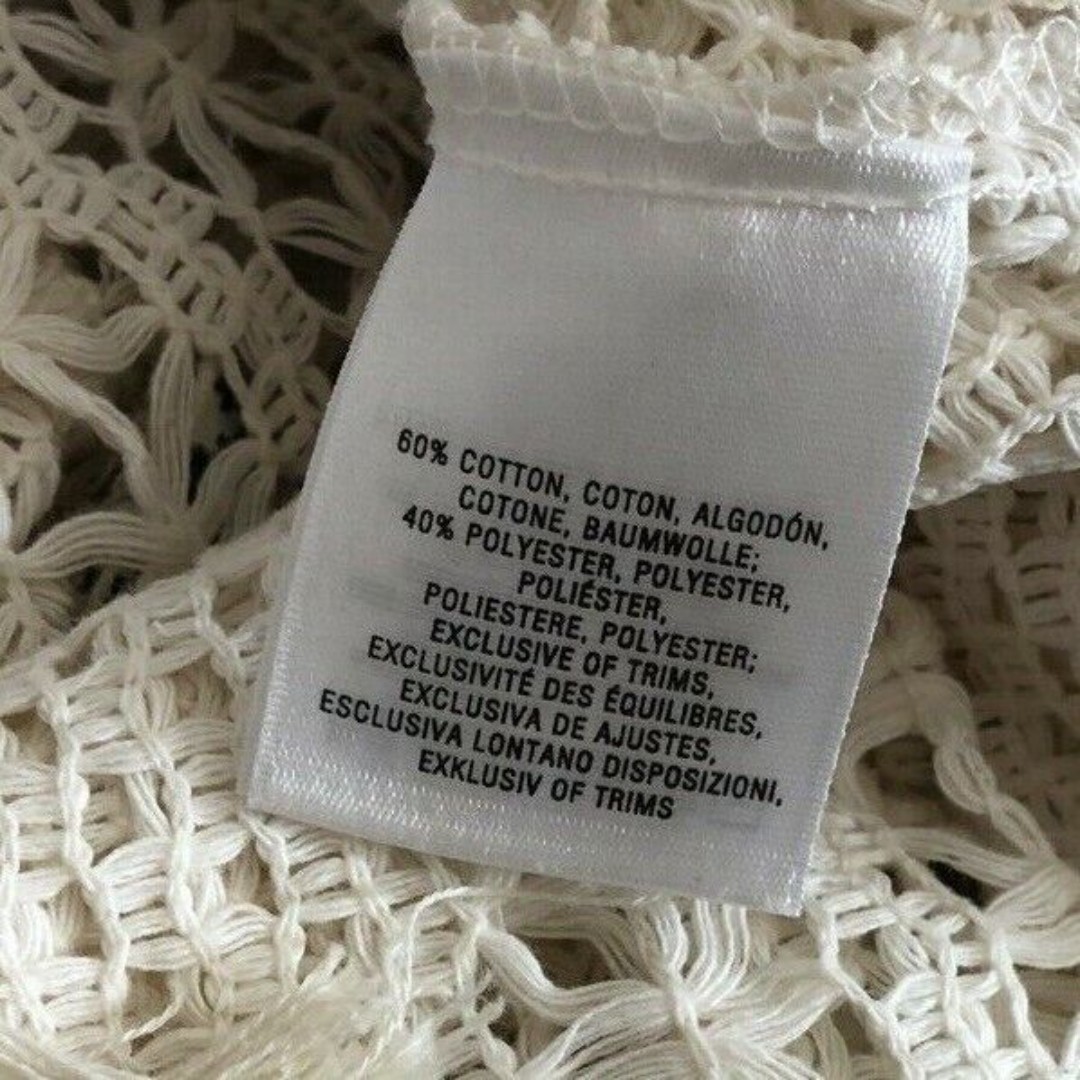 60% COTTON, COTON, ALGODÓN,
COTONE, BAUMWOLLE;
40% POLYESTER, POLYESTER,
POLIÉSTER,
POLIESTERE, POLYESTER;
EXCLUSIVE OF TRIMS,
EXCLUSIVITÉ DES ÉQUILIBRES,
EXCLUSIVA DE AJUSTES,
ESCLUSIVA LONTANO DISPOSIZIONI,
EXKLUSIV OF TRIMS